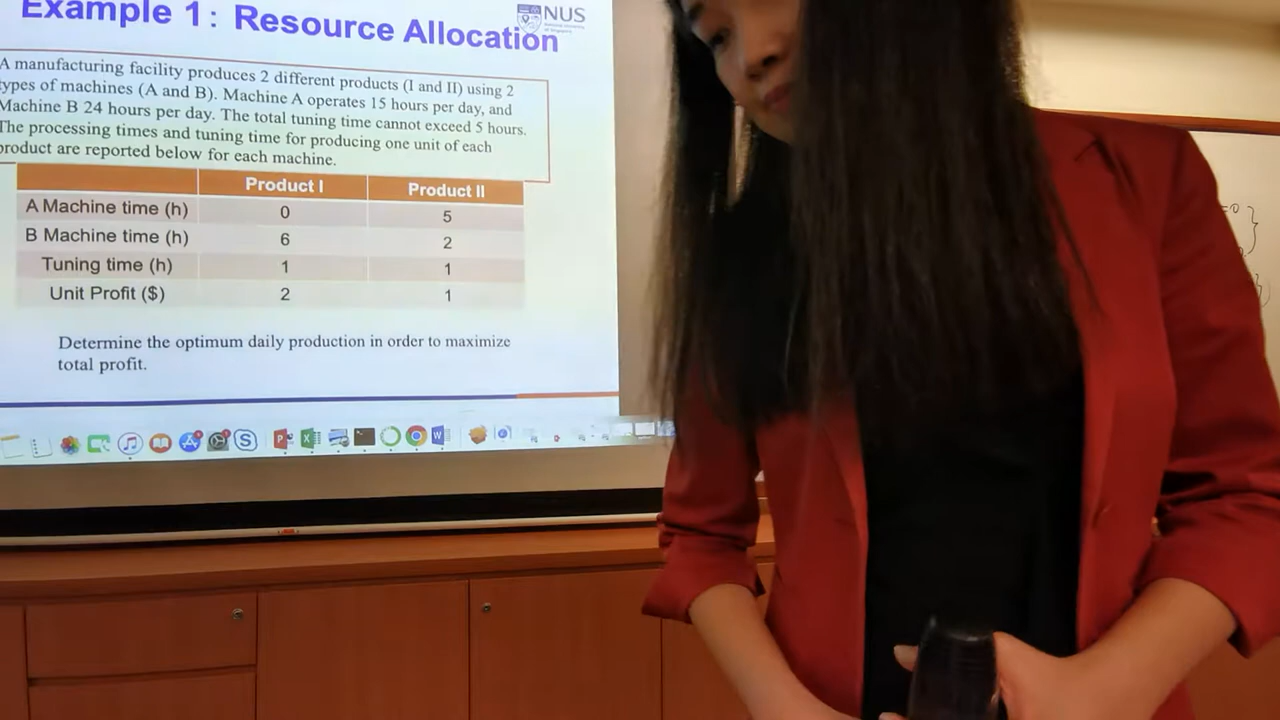 Example 1: Resource Allocation
NUS
National University
of Singapore
A manufacturing facility produces 2 different products (I and II) using 2
types of machines (A and B). Machine A operates 15 hours per day, and
Machine B 24 hours per day. The total tuning time cannot exceed 5 hours.
The processing times and tuning time for producing one unit of each
product are reported below for each machine.
Product I Product II
A Machine time (h) 0 5
B Machine time (h) 6 2
Tuning time (h) 1 1
Unit Profit ($) 2 1
Determine the optimum daily production in order to maximize
total profit.